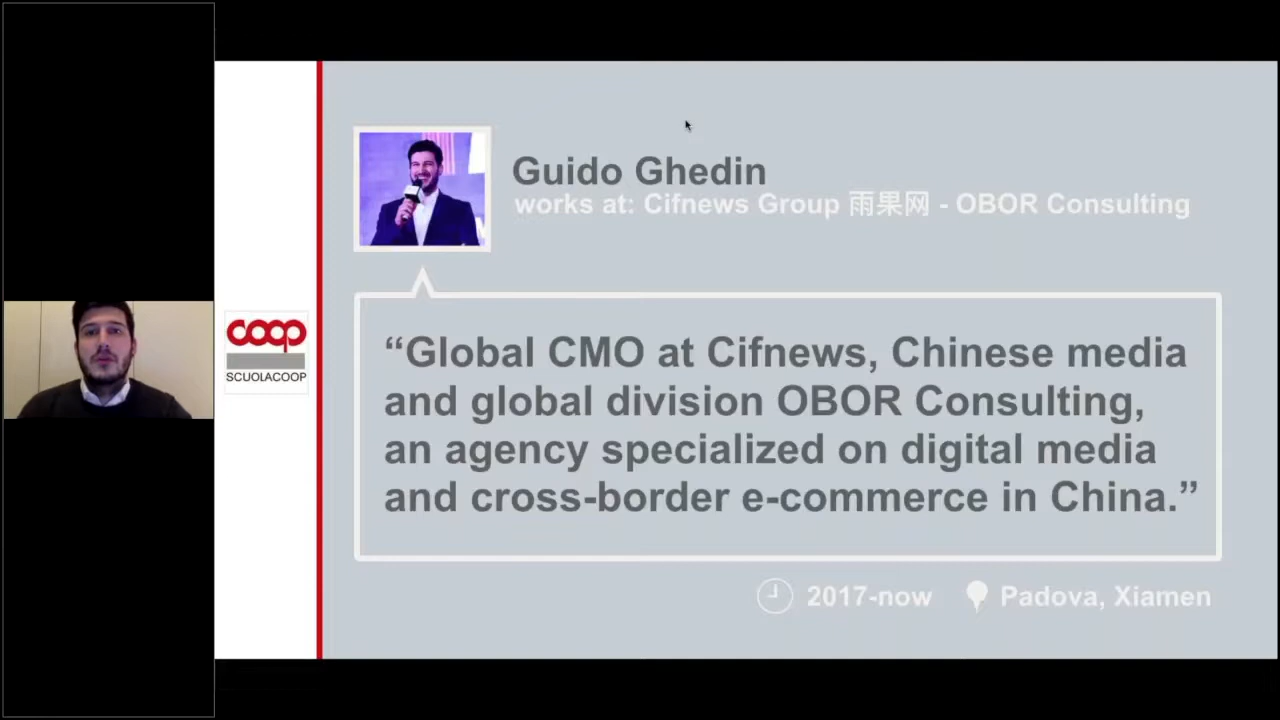 Guido Ghedin
works at: Cifnews Group 雨果网 - OBOR Consulting
coop
SCUOLACOOP
“Global CMO at Cifnews, Chinese media
and global division OBOR Consulting,
an agency specialized on digital media
and cross-border e-commerce in China.”
2017-now
Padova, Xiamen